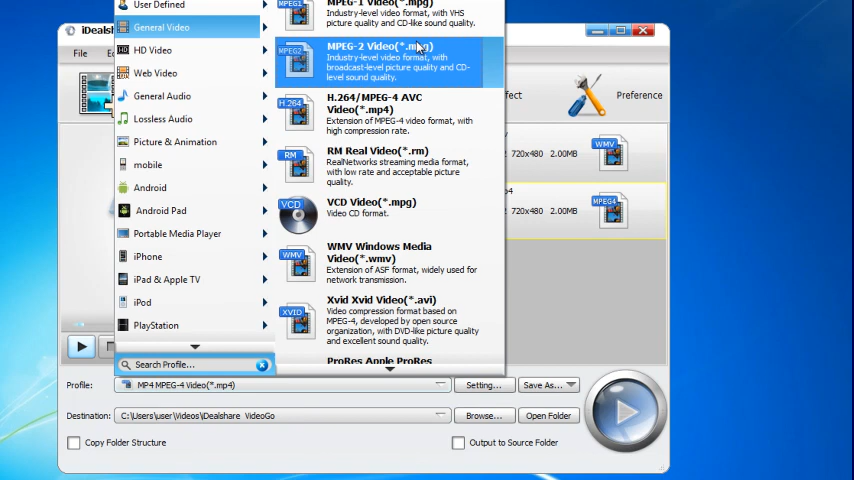 User Defined
General Video
HD Video
Web Video
General Audio
Lossless Audio
Picture & Animation
mobile
Android
Android Pad
Portable Media Player
iPhone
iPad & Apple TV
iPod
PlayStation
Search Profile...
MPEG1
MPEG-1 Video(*.mpg)
Industry-level video format, with VHS
picture quality and CD-like sound quality.
MPEG2
MPEG-2 Video(*.mpg)
Industry-level video format, with
broadcast-level picture quality and CD-
level sound quality.
H.264
H.264/MPEG-4 AVC
Video(*.mp4)
Extension of MPEG-4 video format, with
high compression rate.
RM
RM Real Video(*.rm)
RealNetworks streaming media format,
with low rate and acceptable picture
quality.
VCD
VCD Video(*.mpg)
Video CD format.
WMV
WMV Windows Media
Video(*.wmv)
Extension of ASF format, widely used for
network transmission.
XVID
Xvid Xvid Video(*.avi)
Video compression format based on
MPEG-4, developed by open source
organization, with DVD-like picture quality
and excellent sound quality.
ProRes Apple ProRes
iDealshar
File
Preference
720x480 2.00MB
WMV
720x480 2.00MB
MPEG4
Profile:
MP4 MPEG-4 Video(*.mp4)
Setting...
Save As...
Destination:
C:\Users\user\Videos\Dealshare VideoGo
Browse...
Open Folder
Copy Folder Structure
Output to Source Folder